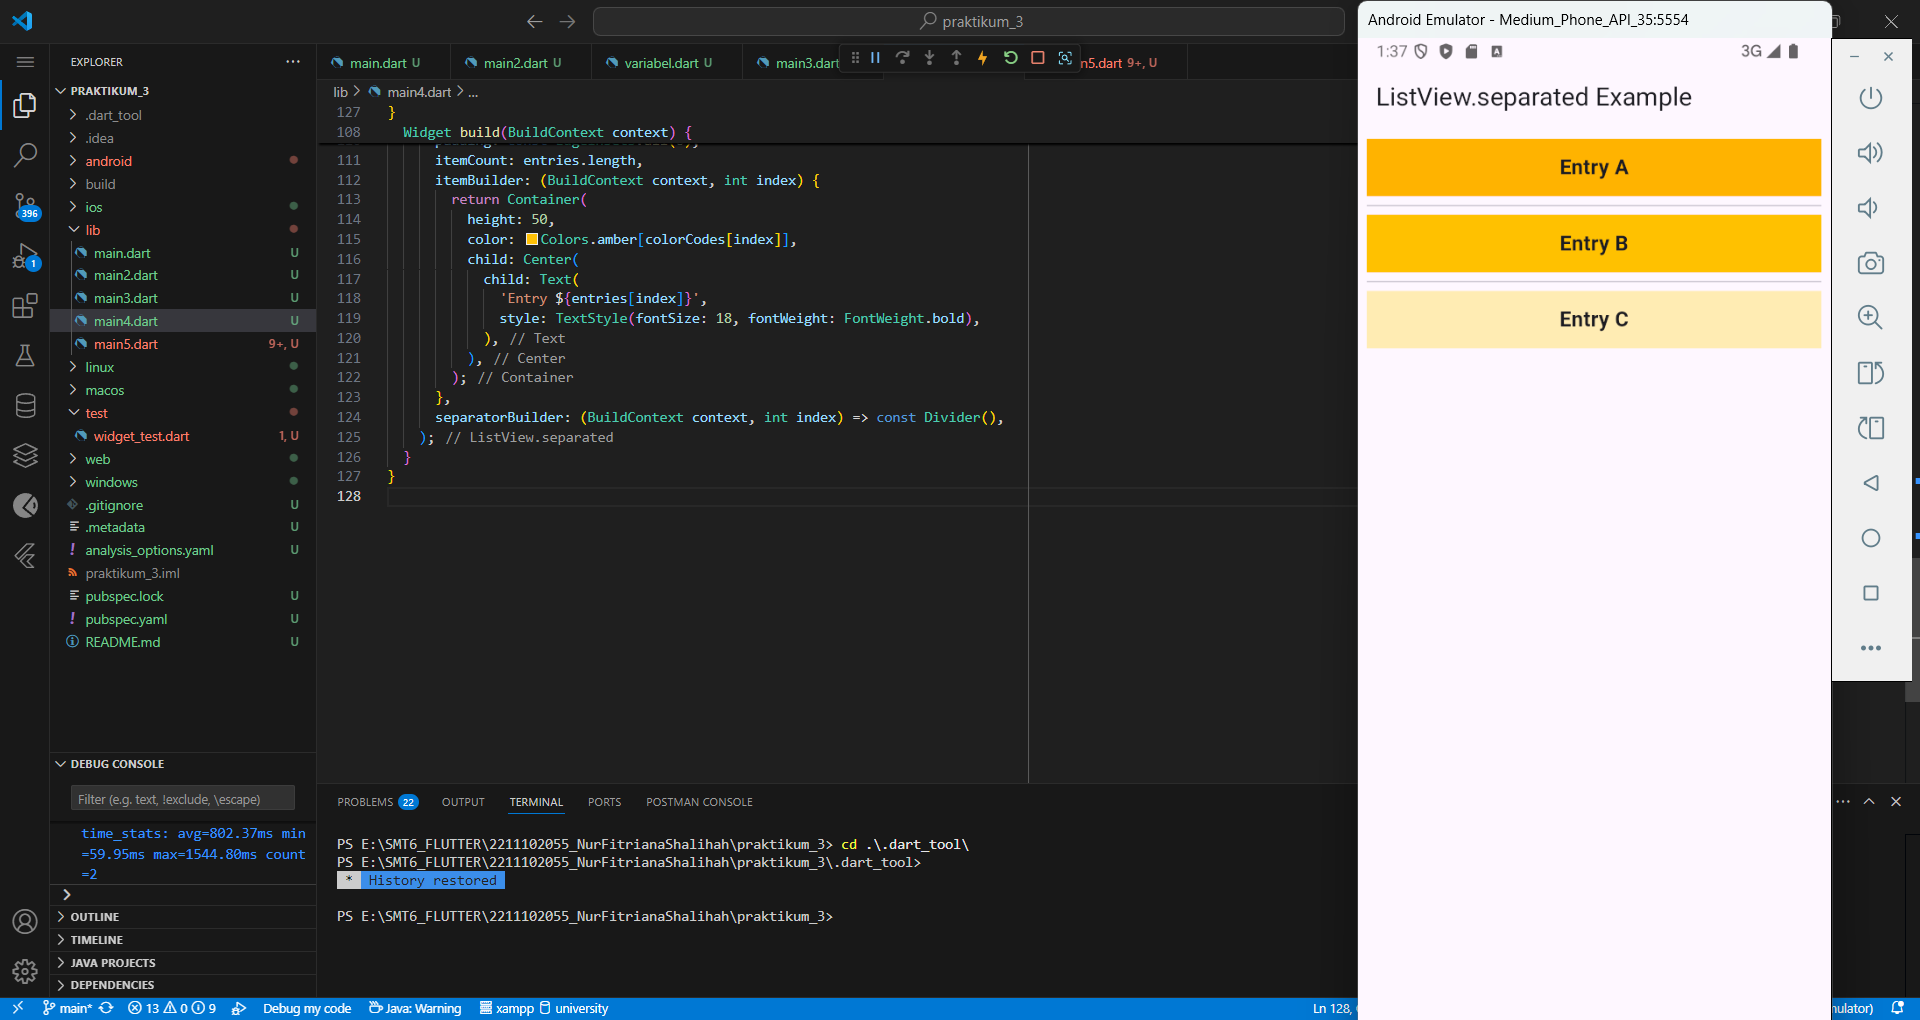 praktikum_3
Android Emulator - Medium_Phone_API_35:5554
EXPLORER
main.dart U
main2.dart U
variabel.dart U
main3.dart
n5.dart 9+, U
PRAKTIKUM_3
.dart_tool
.idea
android
build
ios
lib
main.dart U
main2.dart U
main3.dart U
main4.dart U
main5.dart 9+, U
linux
macos
test
widget_test.dart 1, U
web
windows
.gitignore U
.metadata U
analysis_options.yaml U
praktikum_3.iml
pubspec.lock U
pubspec.yaml U
README.md U
396
1
DEBUG CONSOLE
Filter (e.g. text, !exclude, \escape)
time_stats: avg=802.37ms min
=59.95ms max=1544.80ms count
=2
OUTLINE
TIMELINE
JAVA PROJECTS
DEPENDENCIES
lib > main4.dart > ...
127 }
108 Widget build(BuildContext context) {
111 itemCount: entries.length,
112 itemBuilder: (BuildContext context, int index) {
113 return Container(
114 height: 50,
115 color: Colors.amber[colorCodes[index]],
116 child: Center(
117 child: Text(
118 'Entry ${entries[index]}',
119 style: TextStyle(fontSize: 18, fontWeight: FontWeight.bold),
120 ), // Text
121 ), // Center
122 ); // Container
123 },
124 separatorBuilder: (BuildContext context, int index) => const Divider(),
125 ); // ListView.separated
126 }
127 }
128
PROBLEMS 22 OUTPUT TERMINAL PORTS POSTMAN CONSOLE
PS E:\SMT6_FLUTTER\2211102055_NurFitrianaShalihah\praktikum_3> cd .\.dart_tool\
PS E:\SMT6_FLUTTER\2211102055_NurFitrianaShalihah\praktikum_3\.dart_tool>
* History restored
PS E:\SMT6_FLUTTER\2211102055_NurFitrianaShalihah\praktikum_3>
1:37
3G
ListView.separated Example
Entry A
Entry B
Entry C
main* 13 0 9 Debug my code Java: Warning xampp university
Ln 128,
mulator)